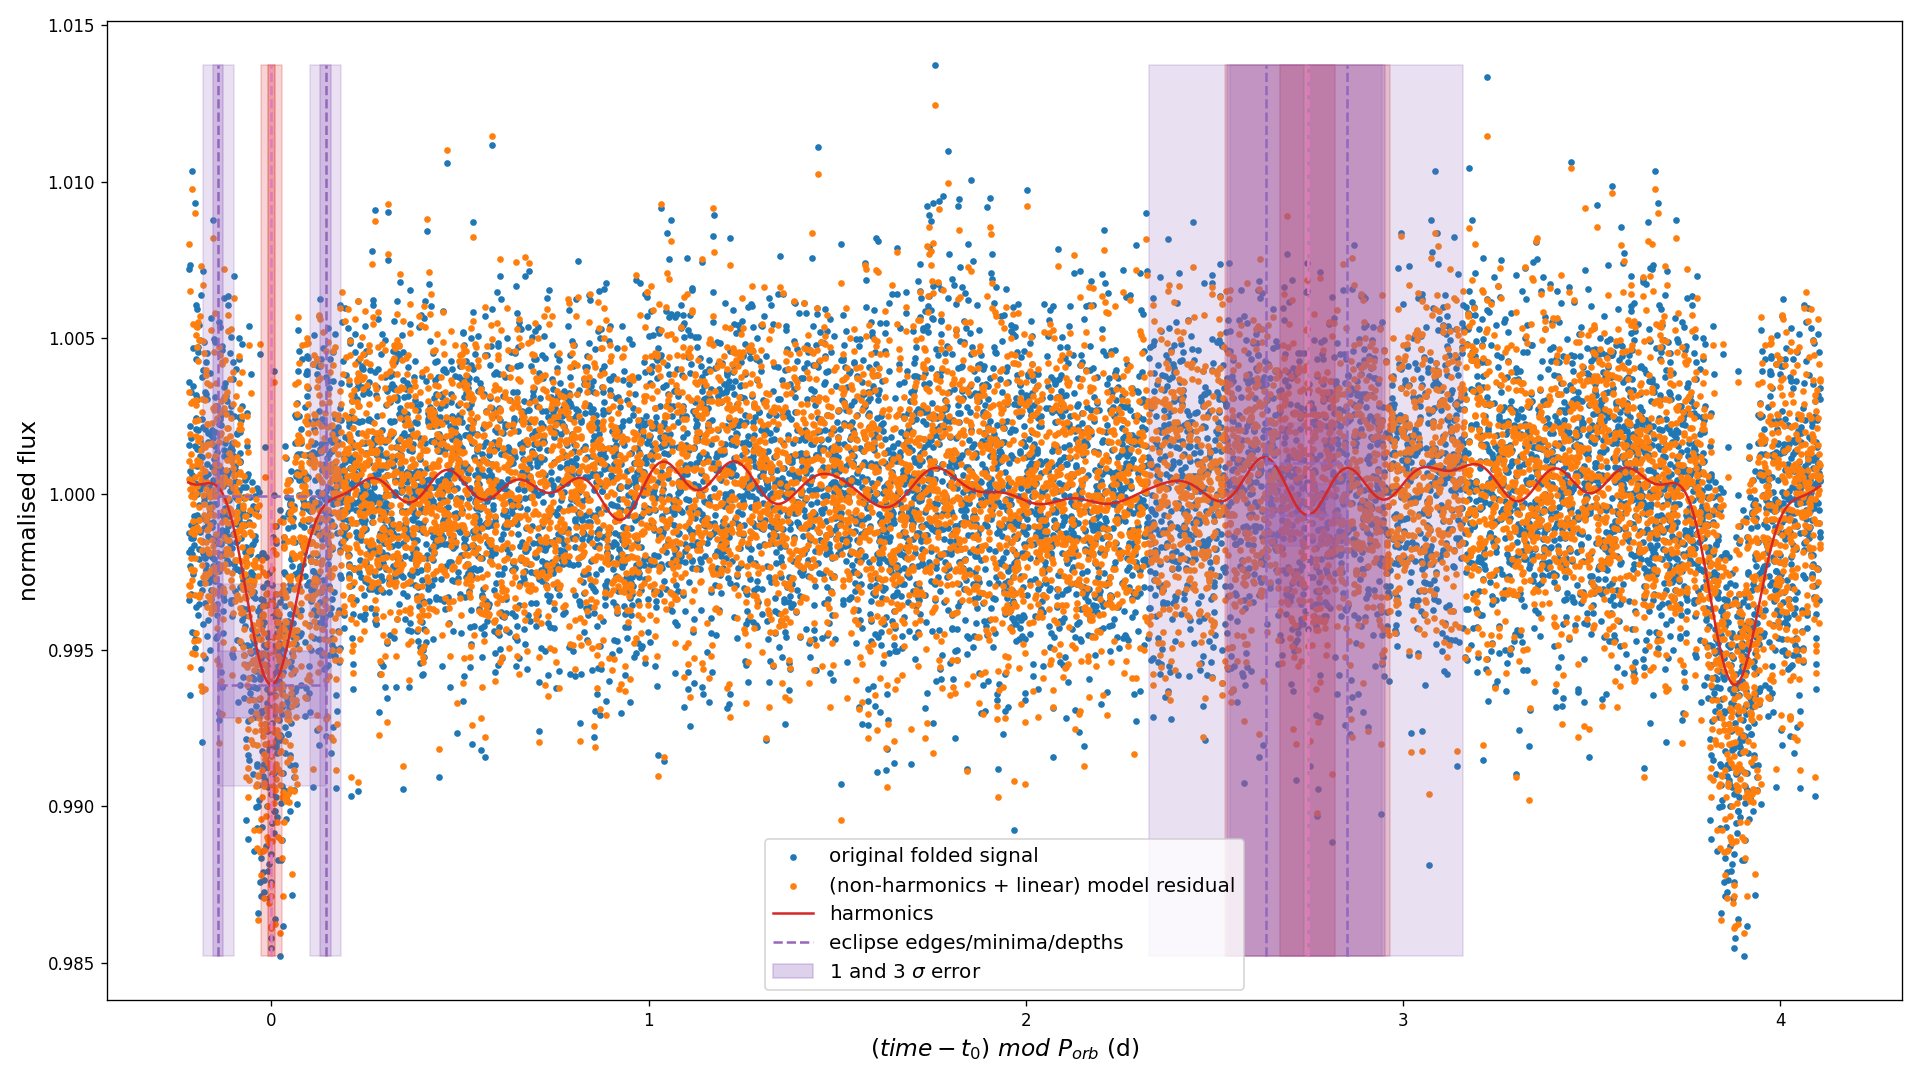 1.015
1.010
1.005
1.000
0.995
0.990
0.985
normalised flux
original folded signal
(non-harmonics + linear) model residual
harmonics
eclipse edges/minima/depths
1 and 3 σ error
0 1 2 3 4
(time − t₀) mod P_orb (d)